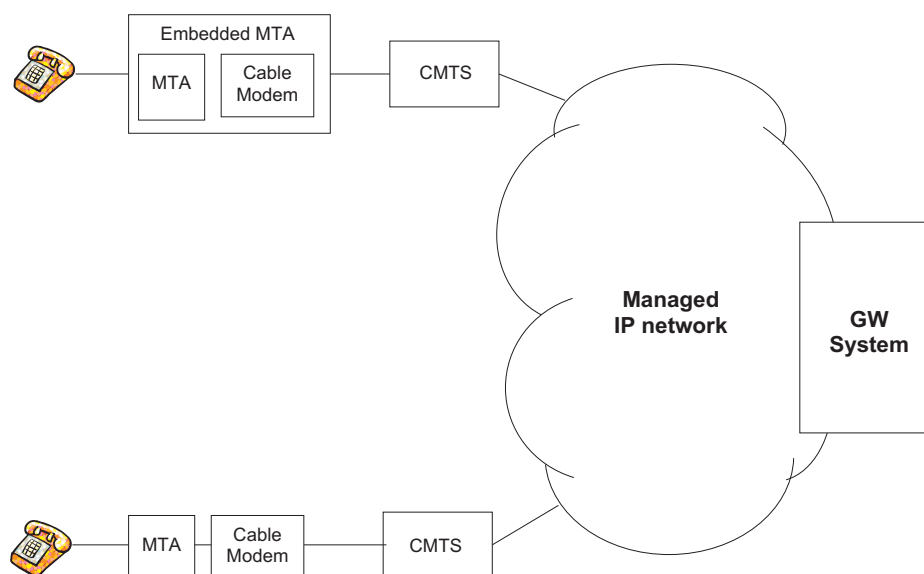 Embedded MTA
MTA
Cable
Modem
CMTS
Managed
IP network
GW
System
MTA
Cable
Modem
CMTS